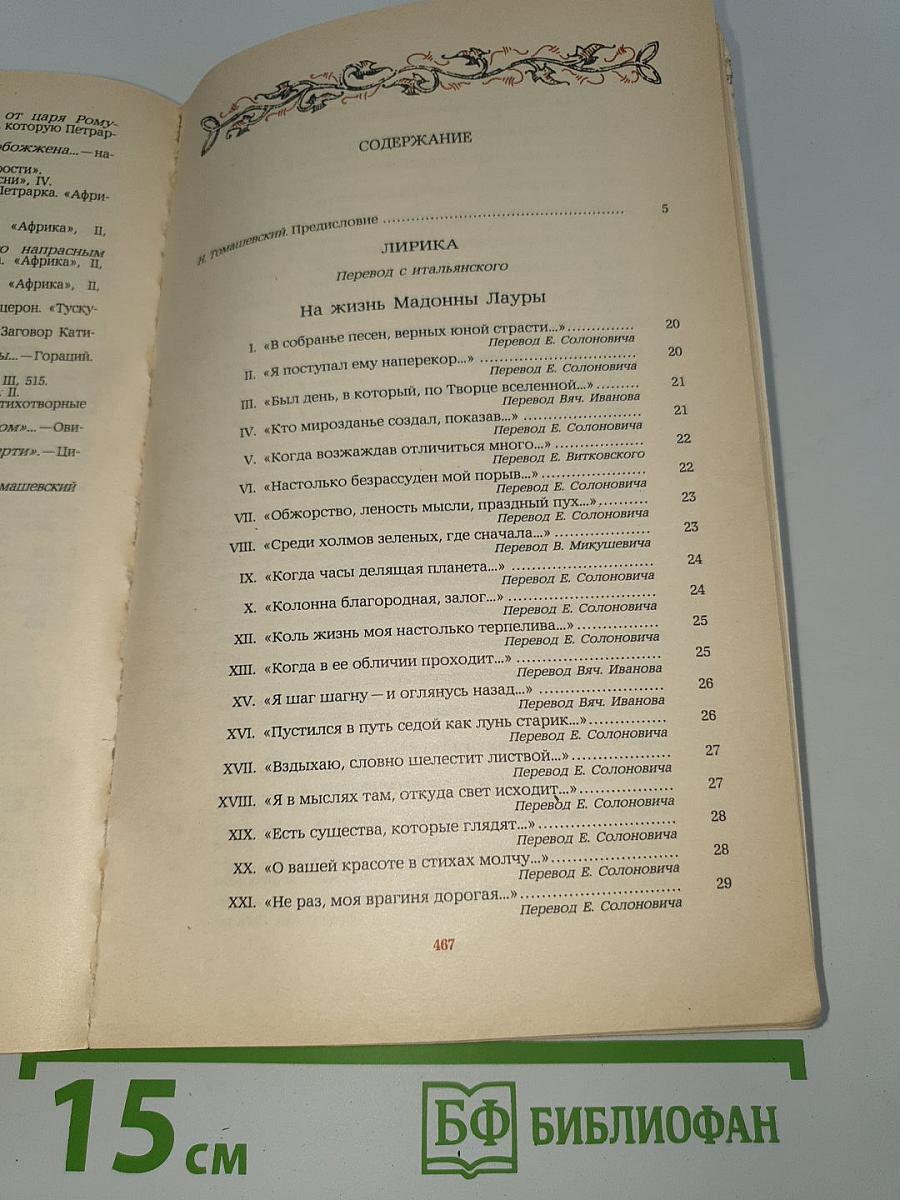 от царя Рому-
которую Петрар-
обожжена... — на-
рости».
сни», IV.
Петрарка. «Афри-
«Африка», II,
о напрасным
«Африка», II,
«Африка», II,
церон. «Туску-
Заговор Кати-
ы... — Гораций.
III, 515.
II.
тихотворные
ом»... — Ови-
ерти». — Ци-
машевский
СОДЕРЖАНИЕ
Н. Томашевский. Предисловие ........ 5
ЛИРИКА
Перевод с итальянского
На жизнь Мадонны Лауры
I. «В собранье песен, верных юной страсти...» ........ 20
Перевод Е. Солоновича
II. «Я поступал ему наперекор...» ........ 20
Перевод Е. Солоновича
III. «Был день, в который, по Творце вселенной...» ........ 21
Перевод Вяч. Иванова
IV. «Кто мирозданье создал, показав...» ........ 21
Перевод Е. Солоновича
V. «Когда возжаждав отличиться много...» ........ 22
Перевод Е. Витковского
VI. «Настолько безрассуден мой порыв...» ........ 22
Перевод Е. Солоновича
VII. «Обжорство, леность мысли, праздный пух...» ........ 23
Перевод Е. Солоновича
VIII. «Среди холмов зеленых, где сначала...» ........ 23
Перевод В. Микушевича
IX. «Когда часы делящая планета...» ........ 24
Перевод Е. Солоновича
X. «Колонна благородная, залог...» ........ 24
Перевод Е. Солоновича
XII. «Коль жизнь моя настолько терпелива...» ........ 25
Перевод Е. Солоновича
XIII. «Когда в ее обличии проходит...» ........ 25
Перевод Вяч. Иванова
XV. «Я шаг шагну — и оглянусь назад...» ........ 26
Перевод Вяч. Иванова
XVI. «Пустился в путь седой как лунь старик...» ........ 26
Перевод Е. Солоновича
XVII. «Вздыхаю, словно шелестит листвой...» ........ 27
Перевод Е. Солоновича
XVIII. «Я в мыслях там, откуда свет исходит...» ........ 27
Перевод Е. Солоновича
XIX. «Есть существа, которые глядят...» ........ 28
Перевод Е. Солоновича
XX. «О вашей красоте в стихах молчу...» ........ 28
Перевод Е. Солоновича
XXI. «Не раз, моя врагиня дорогая...» ........ 29
Перевод Е. Солоновича
467
15 см
БФ БИБЛИОФАН